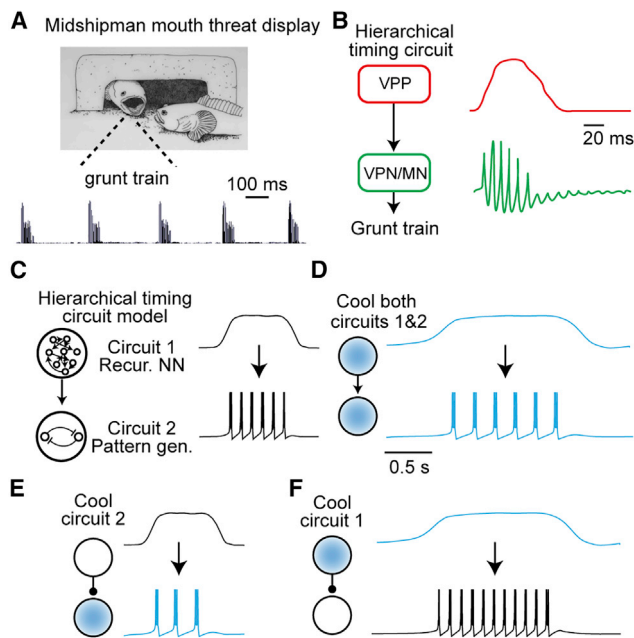 A
Midshipman mouth threat display
grunt train
100 ms
B
Hierarchical
timing circuit
VPP
20 ms
VPN/MN
Grunt train
C
Hierarchical timing
circuit model
Circuit 1
Recur. NN
Circuit 2
Pattern gen.
D
Cool both
circuits 1&2
0.5 s
E
Cool
circuit 2
F
Cool
circuit 1